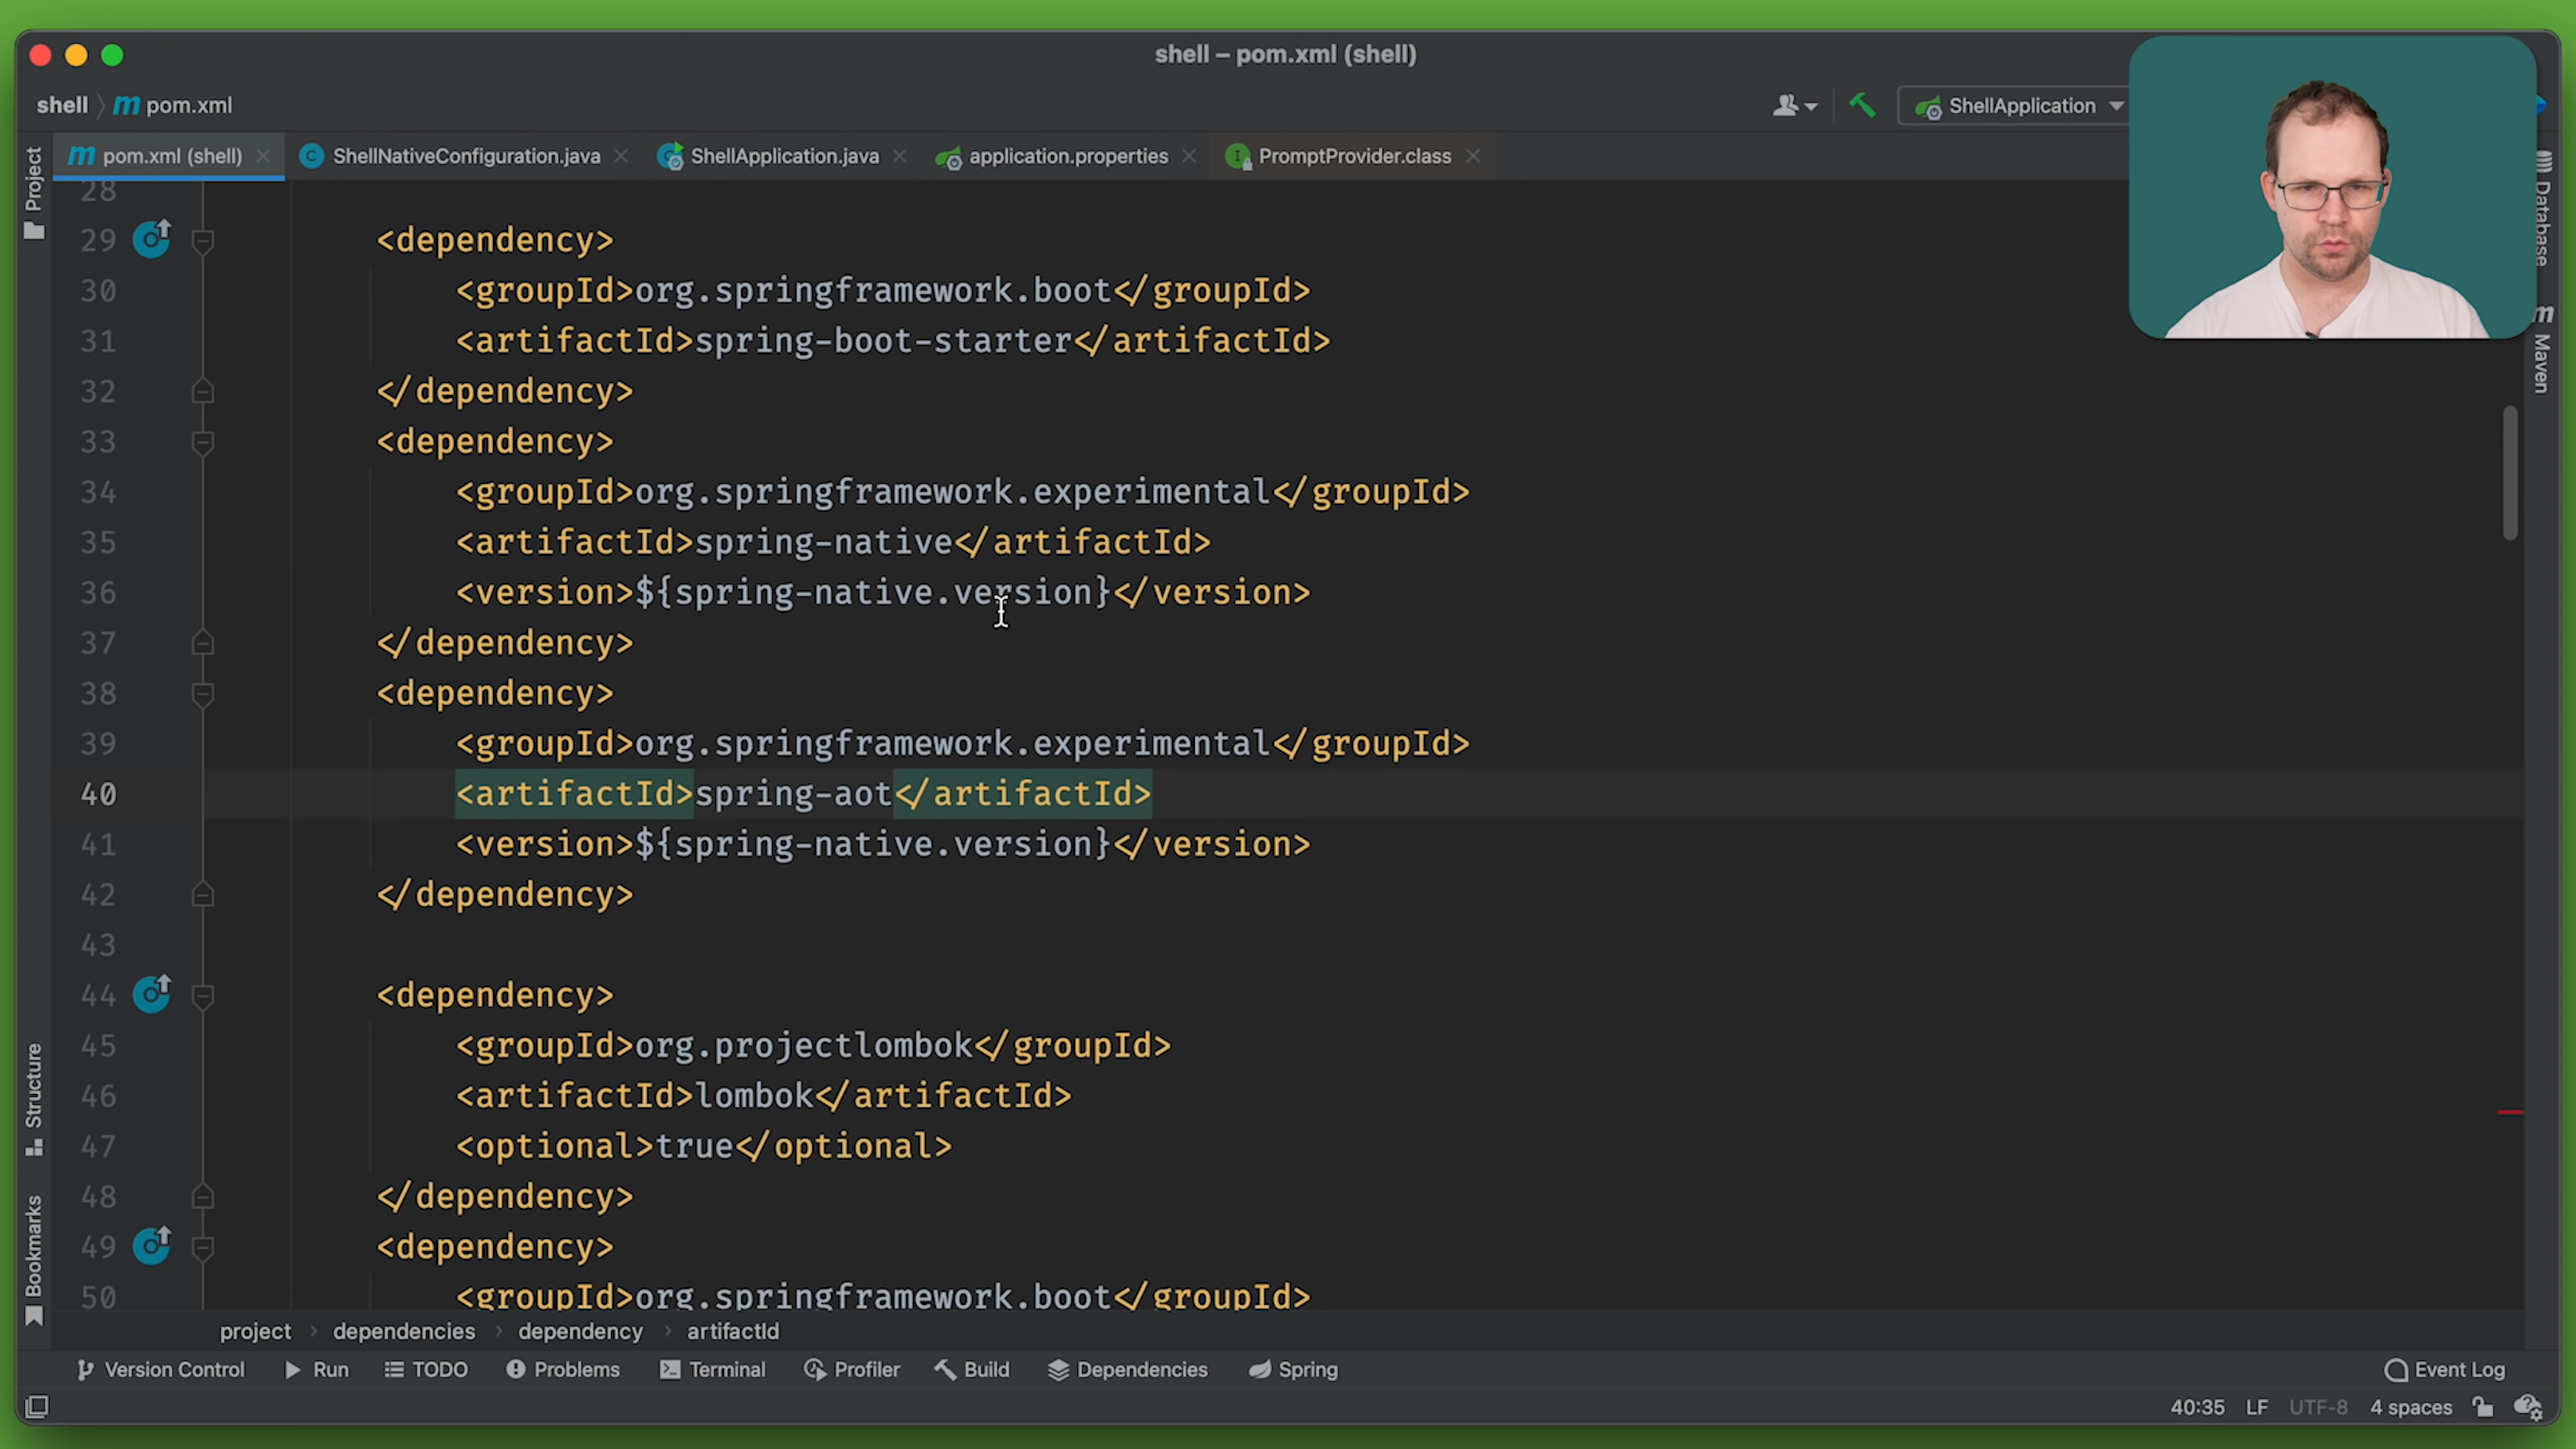 shell – pom.xml (shell)
shell
pom.xml
ShellApplication
pom.xml (shell)
ShellNativeConfiguration.java
ShellApplication.java
application.properties
PromptProvider.class
Project
Database
Maven
28
29 <dependency>
30 <groupId>org.springframework.boot</groupId>
31 <artifactId>spring-boot-starter</artifactId>
32 </dependency>
33 <dependency>
34 <groupId>org.springframework.experimental</groupId>
35 <artifactId>spring-native</artifactId>
36 <version>${spring-native.version}</version>
37 </dependency>
38 <dependency>
39 <groupId>org.springframework.experimental</groupId>
40 <artifactId>spring-aot</artifactId>
41 <version>${spring-native.version}</version>
42 </dependency>
43
44 <dependency>
45 <groupId>org.projectlombok</groupId>
46 <artifactId>lombok</artifactId>
47 <optional>true</optional>
48 </dependency>
49 <dependency>
50 <groupId>org.springframework.boot</groupId>
Structure
Bookmarks
project > dependencies > dependency > artifactId
Version Control Run TODO Problems Terminal Profiler Build Dependencies Spring Event Log
40:35 LF UTF-8 4 spaces